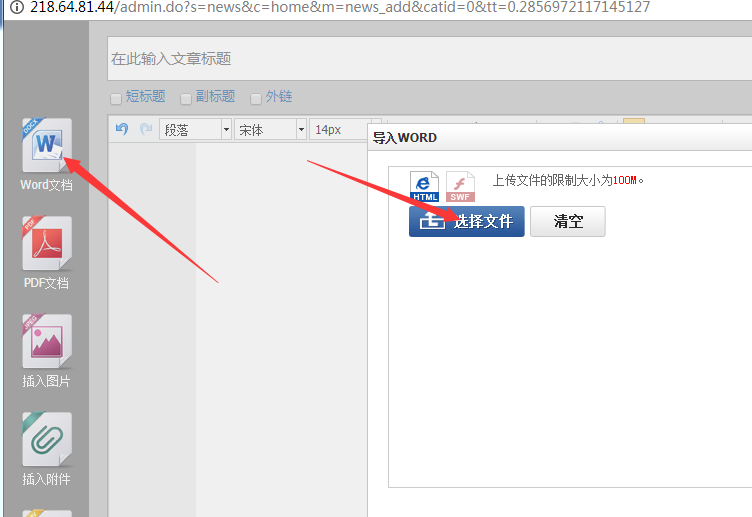 218.64.81.44/admin.do?s=news&c=home&m=news_add&catid=0&tt=0.2856972117145127
在此输入文章标题
短标题 副标题 外链
段落 宋体 14px
导入WORD
DOCX
W
Word文档
HTML SWF 上传文件的限制大小为100M。
选择文件 清空
PDF
PDF文档
JPEG
插入图片
插入附件